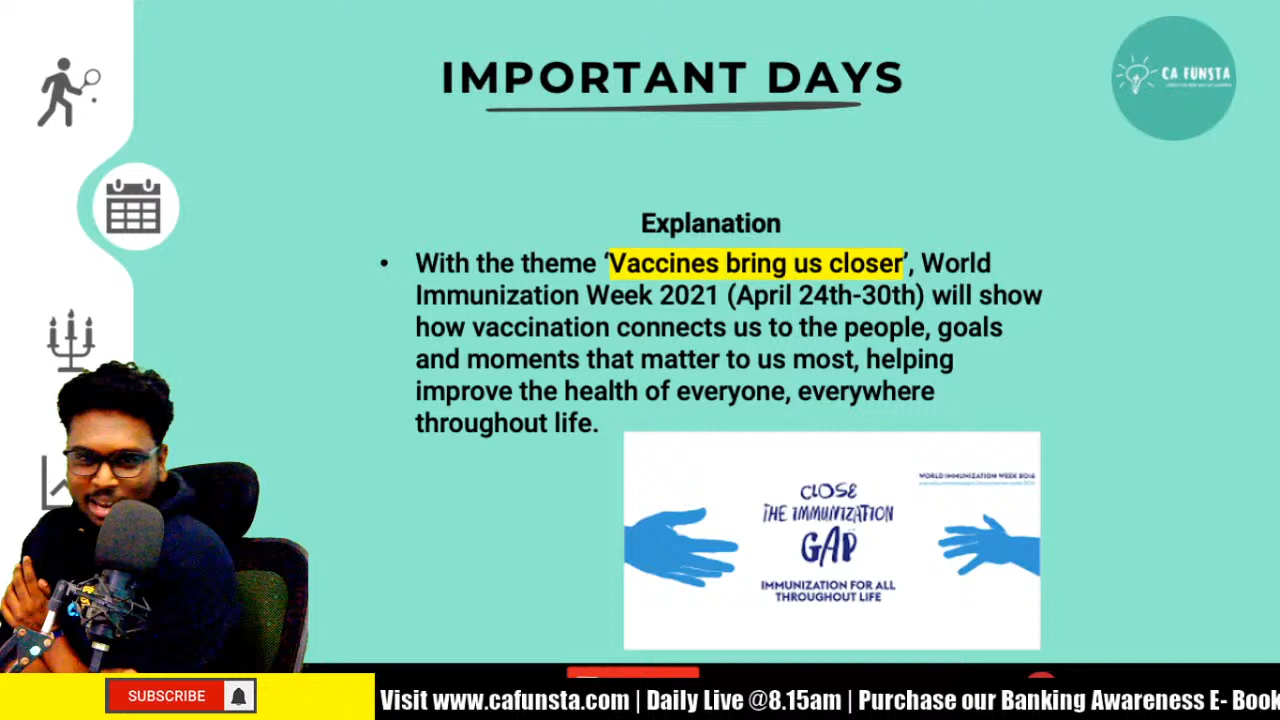 IMPORTANT DAYS
CA FUNSTA
Explanation
• With the theme ‘Vaccines bring us closer’, World
Immunization Week 2021 (April 24th-30th) will show
how vaccination connects us to the people, goals
and moments that matter to us most, helping
improve the health of everyone, everywhere
throughout life.
WORLD IMMUNIZATION WEEK 2016
CLOSE
THE IMMUNIZATION
GAP
IMMUNIZATION FOR ALL
THROUGHOUT LIFE
SUBSCRIBE
Visit www.cafunsta.com | Daily Live @8.15am | Purchase our Banking Awareness E- Book